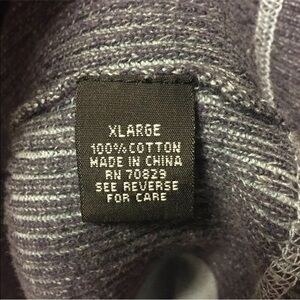 XLARGE
100% COTTON
MADE IN CHINA
RN 70829
SEE REVERSE
FOR CARE